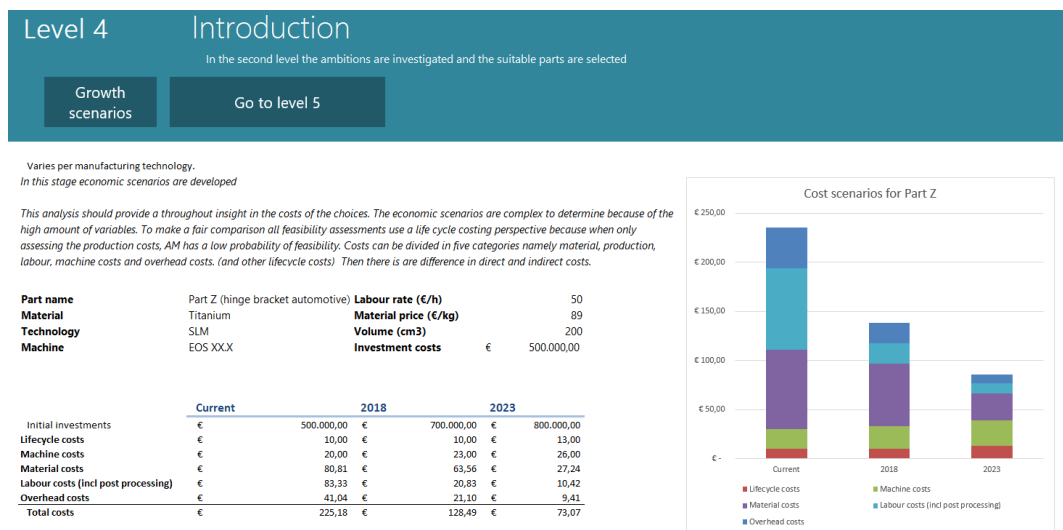 Level 4 Introduction
In the second level the ambitions are investigated and the suitable parts are selected
Growth
scenarios
Go to level 5
Varies per manufacturing technology.
In this stage economic scenarios are developed
This analysis should provide a throughout insight in the costs of the choices. The economic scenarios are complex to determine because of the
high amount of variables. To make a fair comparison all feasibility assessments use a life cycle costing perspective because when only
assessing the production costs, AM has a low probability of feasibility. Costs can be divided in five categories namely material, production,
labour, machine costs and overhead costs. (and other lifecycle costs) Then there is are difference in direct and indirect costs.
Part name Part Z (hinge bracket automotive) Labour rate (€/h) 50
Material Titanium Material price (€/kg) 89
Technology SLM Volume (cm3) 200
Machine EOS XX.X Investment costs € 500.000,00
Current 2018 2023
Initial investments € 500.000,00 € 700.000,00 € 800.000,00
Lifecycle costs € 10,00 € 10,00 € 13,00
Machine costs € 20,00 € 23,00 € 26,00
Material costs € 80,81 € 63,56 € 27,24
Labour costs (incl post processing) € 83,33 € 20,83 € 10,42
Overhead costs € 41,04 € 21,10 € 9,41
Total costs € 225,18 € 128,49 € 73,07
Cost scenarios for Part Z
€ 250,00
€ 200,00
€ 150,00
€ 100,00
€ 50,00
€ -
Current 2018 2023
Lifecycle costs Machine costs
Material costs Labour costs (incl post processing)
Overhead costs